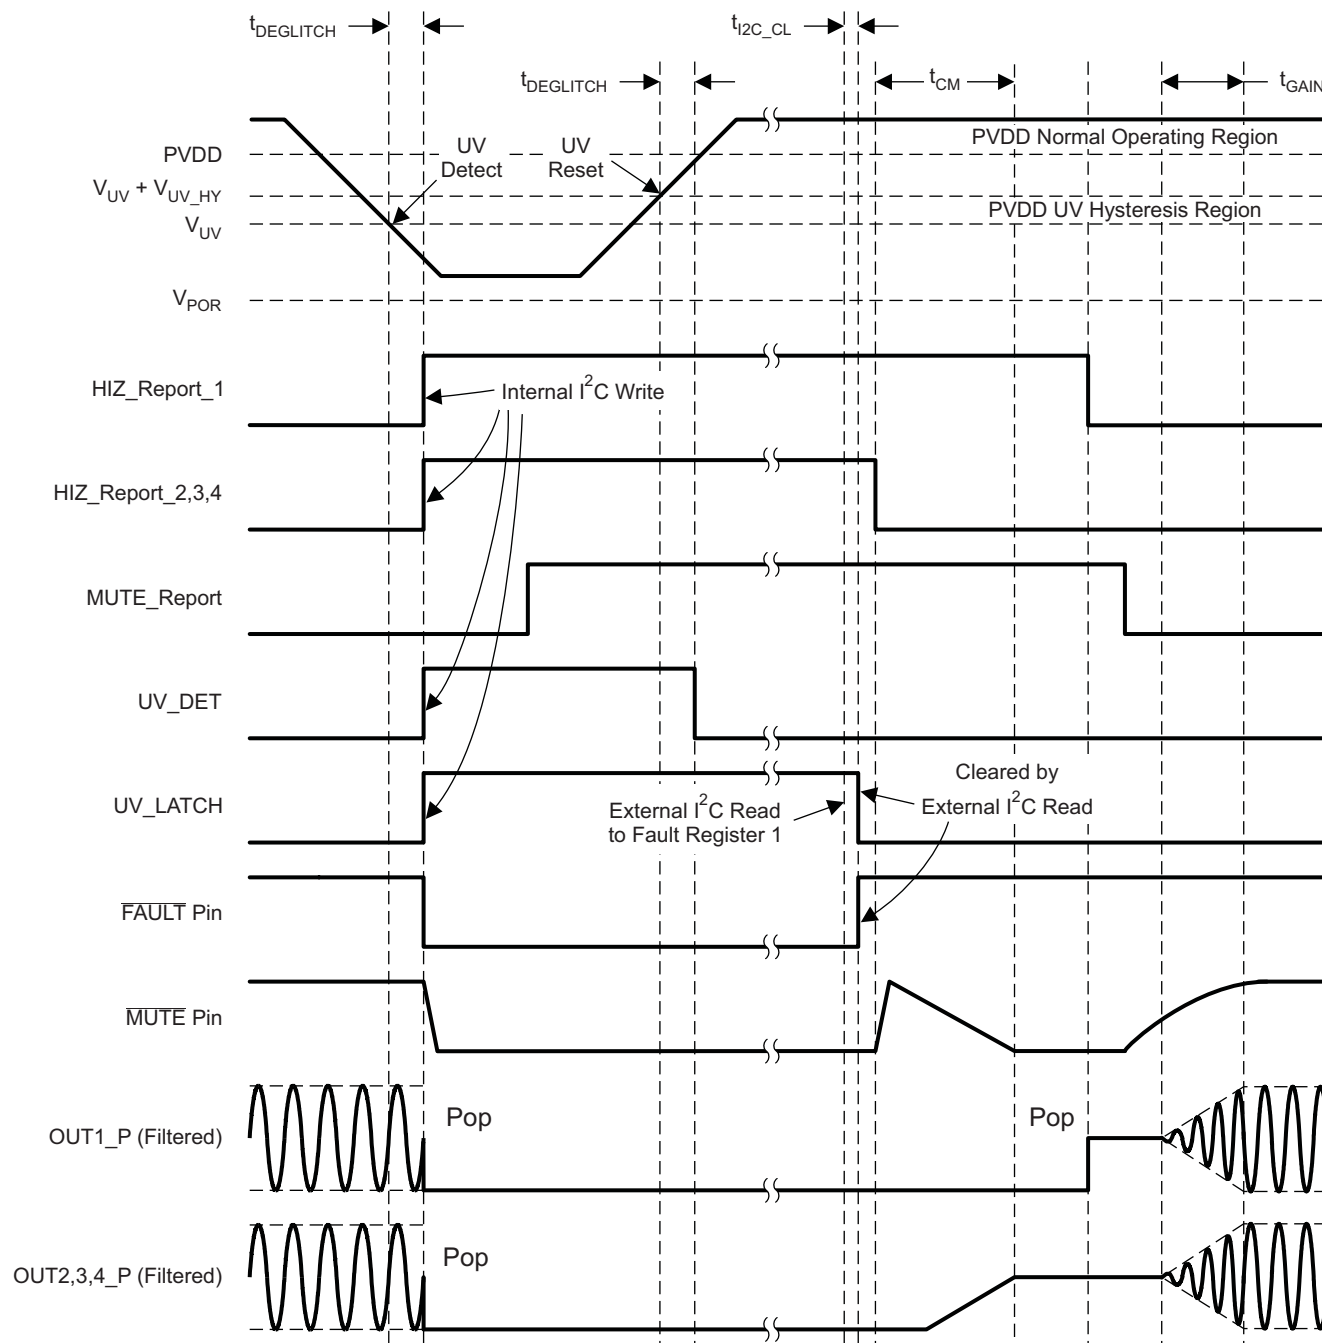 tDEGLITCH
tI2C_CL
tDEGLITCH
tCM
tGAIN
PVDD Normal Operating Region
PVDD
UV
Detect
UV
Reset
VUV + VUV_HY
PVDD UV Hysteresis Region
VUV
VPOR
HIZ_Report_1
Internal I2C Write
HIZ_Report_2,3,4
MUTE_Report
UV_DET
UV_LATCH
External I2C Read
to Fault Register 1
Cleared by
External I2C Read
FAULT Pin
MUTE Pin
Pop
Pop
OUT1_P (Filtered)
Pop
OUT2,3,4_P (Filtered)